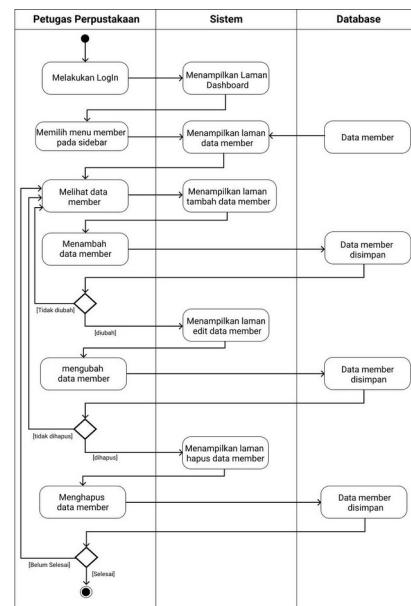 Petugas Perpustakaan
Sistem
Database
Melakukan LogIn
Menampilkan Laman
Dashboard
Memilih menu member
pada sidebar
Menampilkan laman
data member
Data member
Melihat data
member
Menampilkan laman
tambah data member
Menambah
data member
Data member
disimpan
[Tidak diubah]
[diubah]
Menampilkan laman
edit data member
mengubah
data member
Data member
disimpan
[tidak dihapus]
[dihapus]
Menampilkan laman
hapus data member
Menghapus
data member
Data member
disimpan
[Belum Selesai]
[Selesai]